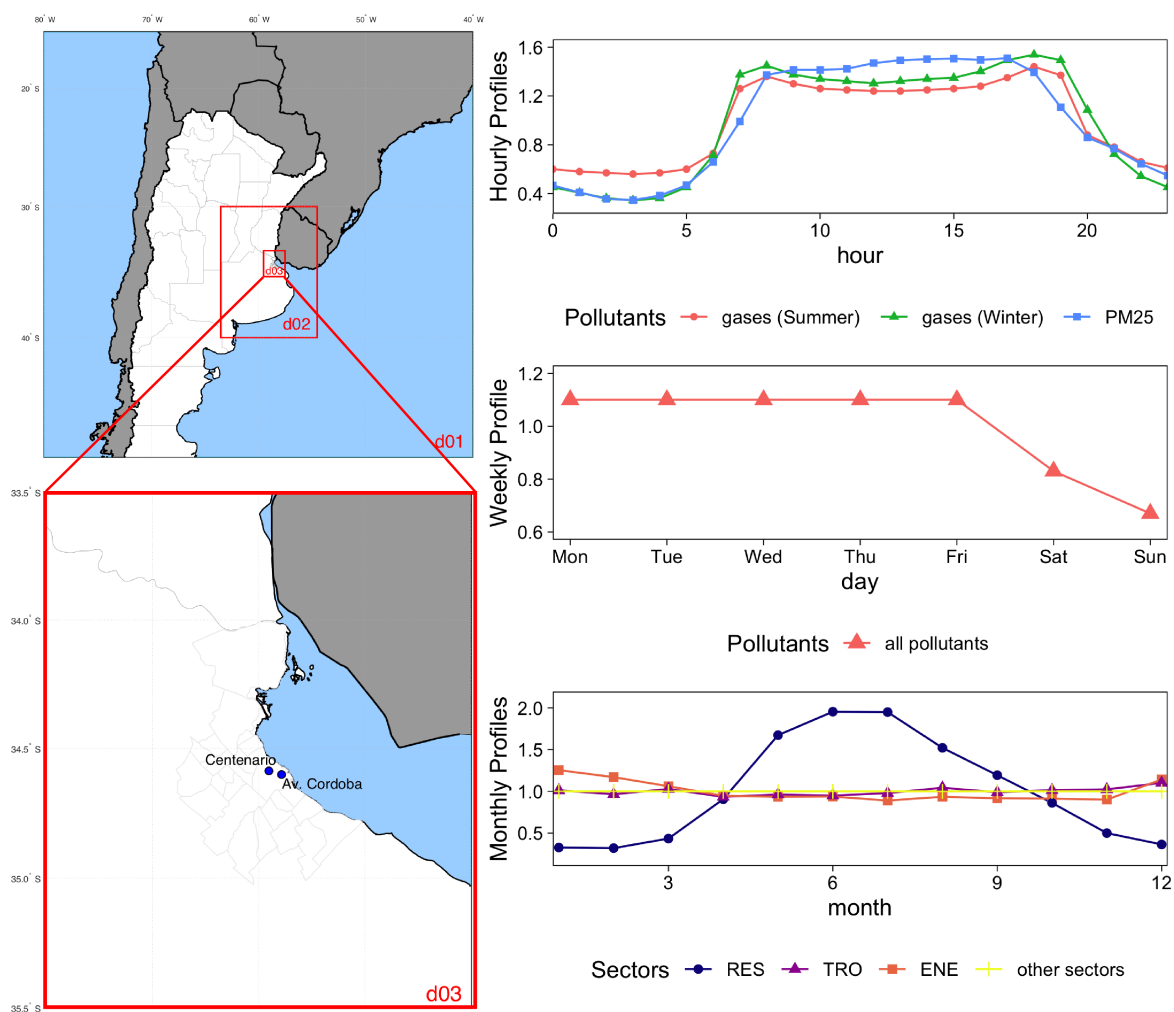 80° W 70° W 60° W 50° W 40° W
20° S
30° S
40° S
d03
d02
d01
33.5° S
34.0° S
34.5° S
35.0° S
35.5° S
Centenario
Av. Cordoba
d03
Hourly Profiles
1.6
1.2
0.8
0.4
0 5 10 15 20
hour
Pollutants gases (Summer) gases (Winter) PM25
Weekly Profile
1.2
1.0
0.8
0.6
Mon Tue Wed Thu Fri Sat Sun
day
Pollutants all pollutants
Monthly Profiles
2.0
1.5
1.0
0.5
3 6 9 12
month
Sectors RES TRO ENE other sectors